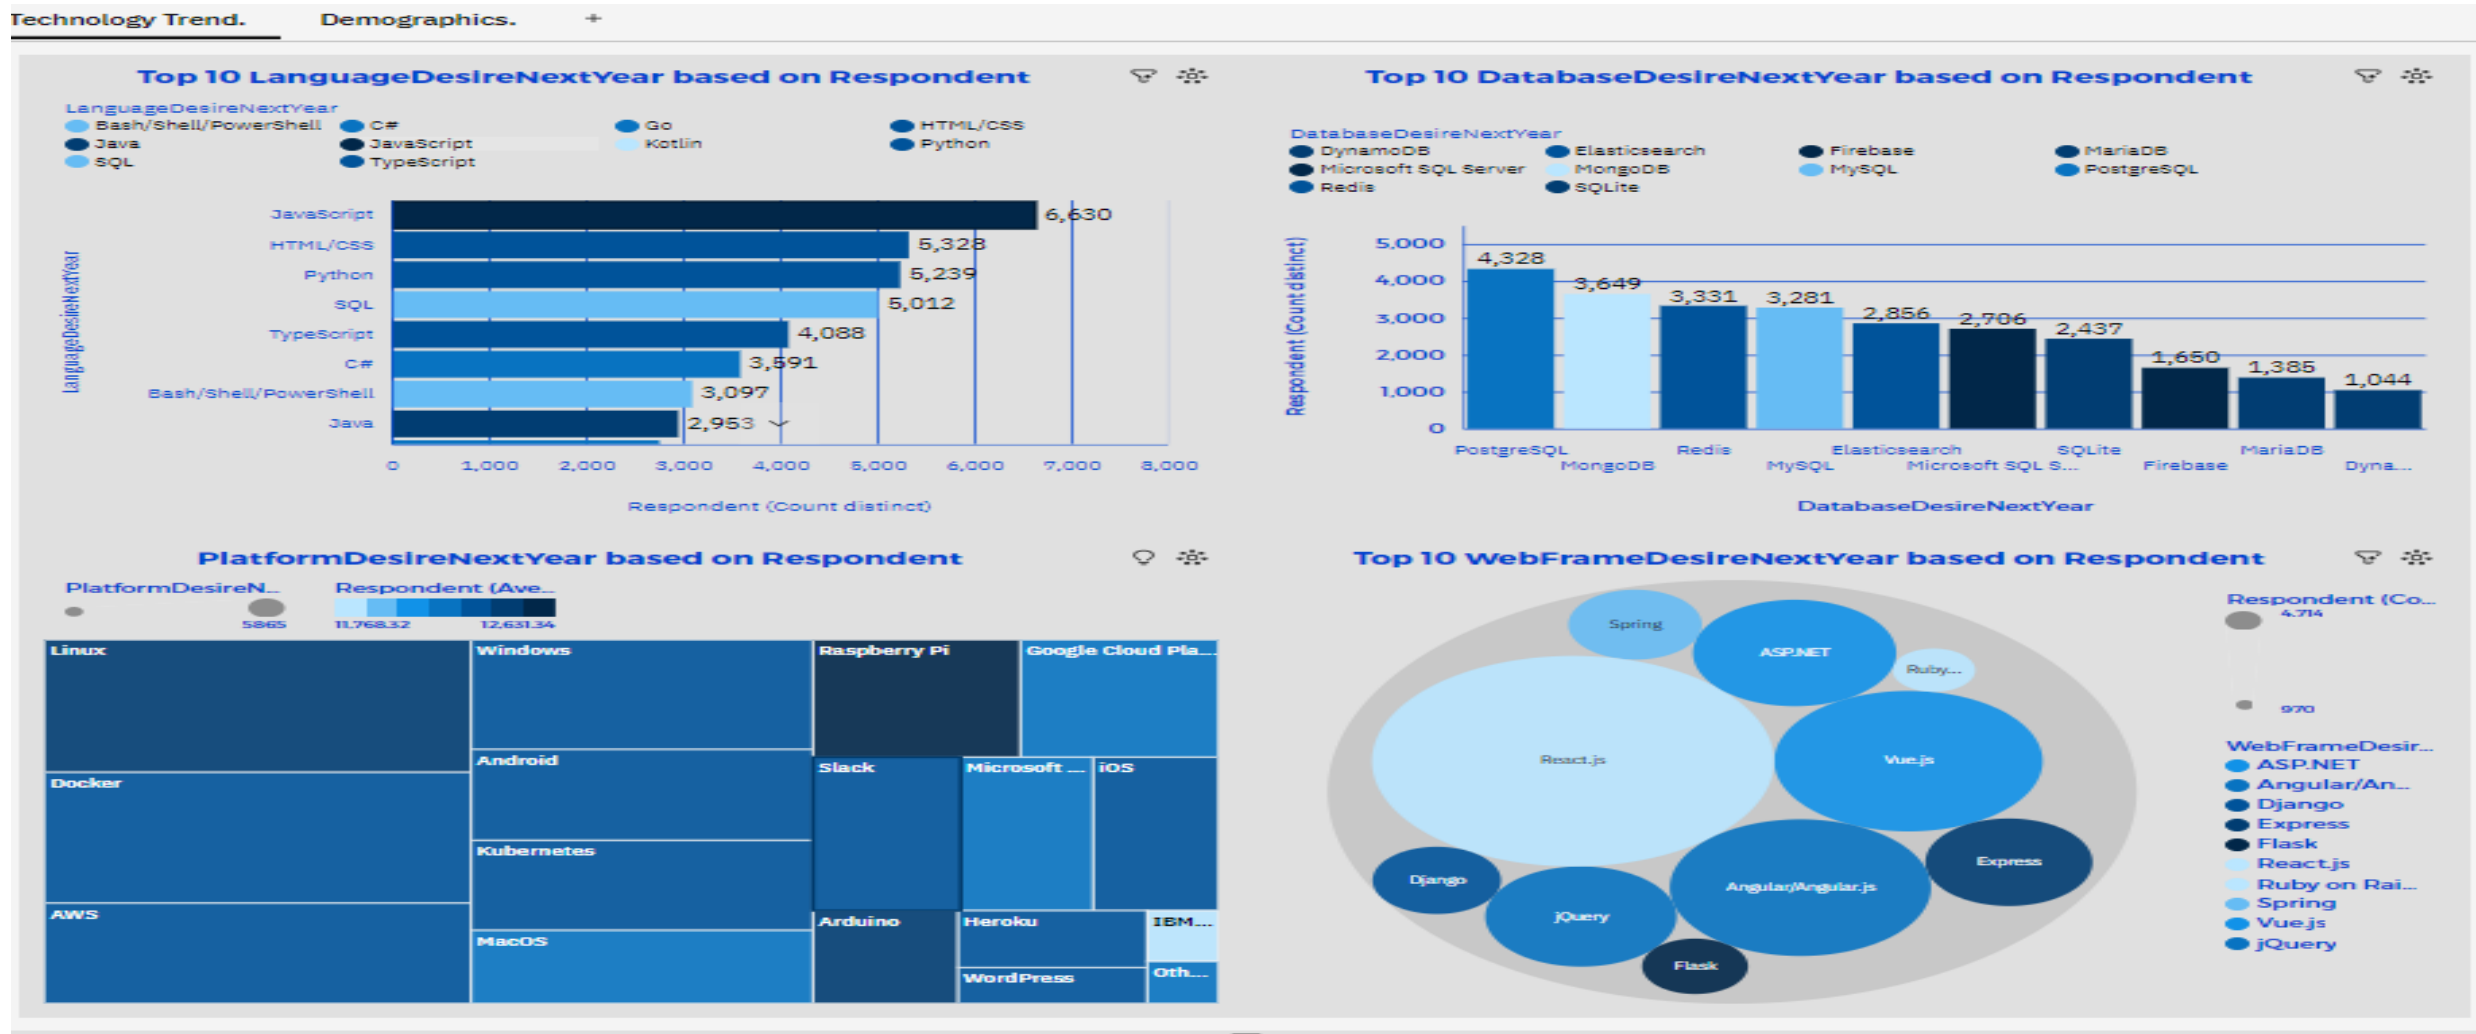 Technology Trend. Demographics. +
Top 10 LanguageDesireNextYear based on Respondent
LanguageDesireNextYear
Bash/Shell/PowerShell C# Go HTML/CSS
Java JavaScript Kotlin Python
SQL TypeScript
LanguageDesireNextYear
JavaScript 6,630
HTML/CSS 5,328
Python 5,239
SQL 5,012
TypeScript 4,088
C# 3,591
Bash/Shell/PowerShell 3,097
Java 2,953
0 1,000 2,000 3,000 4,000 5,000 6,000 7,000 8,000
Respondent (Count distinct)
Top 10 DatabaseDesireNextYear based on Respondent
DatabaseDesireNextYear
DynamoDB Elasticsearch Firebase MariaDB
Microsoft SQL Server MongoDB MySQL PostgreSQL
Redis SQLite
Respondent (Count distinct)
5,000
4,000
3,000
2,000
1,000
0
4,328 3,649 3,331 3,281 2,856 2,706 2,437 1,650 1,385 1,044
PostgreSQL Redis Elasticsearch SQLite MariaDB
MongoDB MySQL Microsoft SQL S... Firebase Dyna...
DatabaseDesireNextYear
PlatformDesireNextYear based on Respondent
PlatformDesireN... Respondent (Ave...
5865 11,768.32 12,631.34
Linux Windows Raspberry Pi Google Cloud Pla...
Android Slack Microsoft ... iOS
Docker
Kubernetes
AWS Arduino Heroku IBM...
MacOS
WordPress Oth...
Top 10 WebFrameDesireNextYear based on Respondent
Spring
ASP.NET
Ruby...
React.js Vue.js
Express
Django Angular/Angular.js
jQuery
Flask
Respondent (Co...
4,714
970
WebFrameDesir...
ASP.NET
Angular/An...
Django
Express
Flask
React.js
Ruby on Rai...
Spring
Vue.js
jQuery